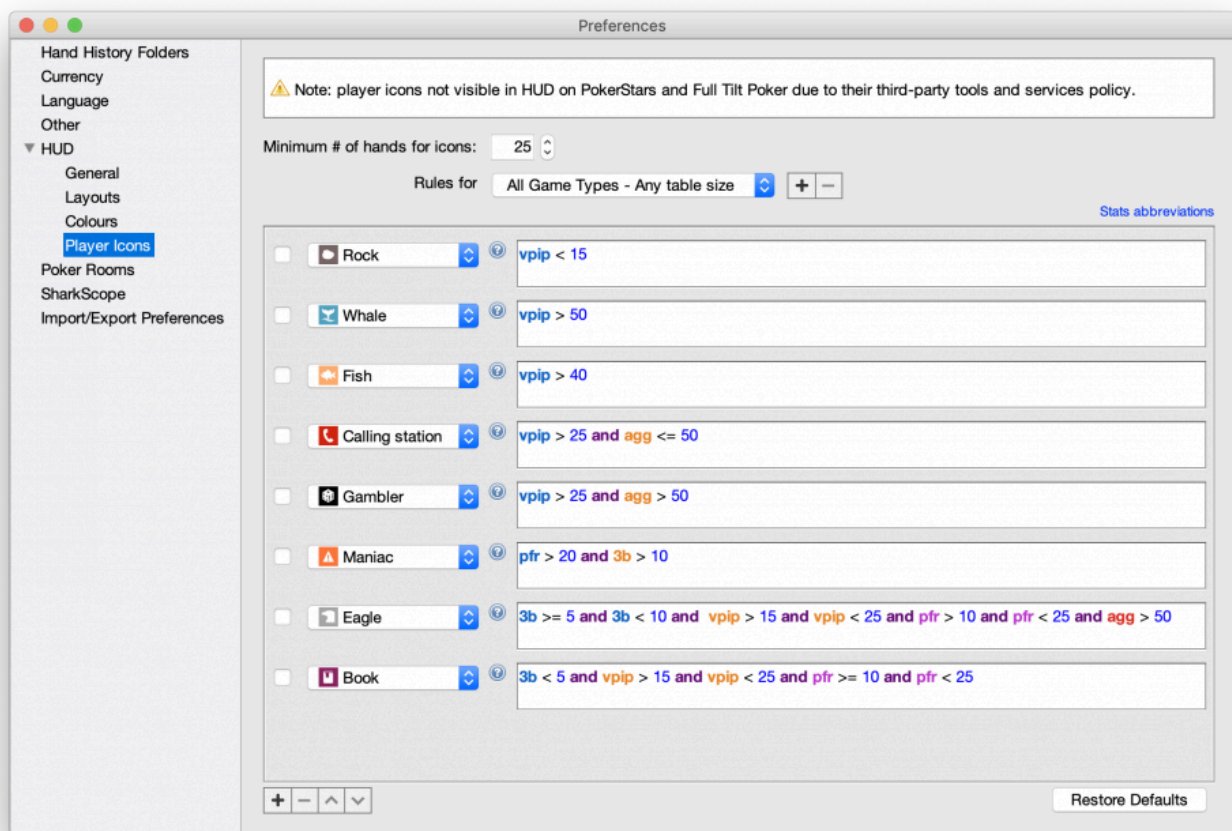 Preferences
Hand History Folders
Currency
Language
Other
HUD
General
Layouts
Colours
Player Icons
Poker Rooms
SharkScope
Import/Export Preferences
Note: player icons not visible in HUD on PokerStars and Full Tilt Poker due to their third-party tools and services policy.
Minimum # of hands for icons: 25
Rules for All Game Types - Any table size + −
Stats abbreviations
Rock ? vpip < 15
Whale ? vpip > 50
Fish ? vpip > 40
Calling station ? vpip > 25 and agg <= 50
Gambler ? vpip > 25 and agg > 50
Maniac ? pfr > 20 and 3b > 10
Eagle ? 3b >= 5 and 3b < 10 and vpip > 15 and vpip < 25 and pfr > 10 and pfr < 25 and agg > 50
Book ? 3b < 5 and vpip > 15 and vpip < 25 and pfr >= 10 and pfr < 25
+ −
Restore Defaults